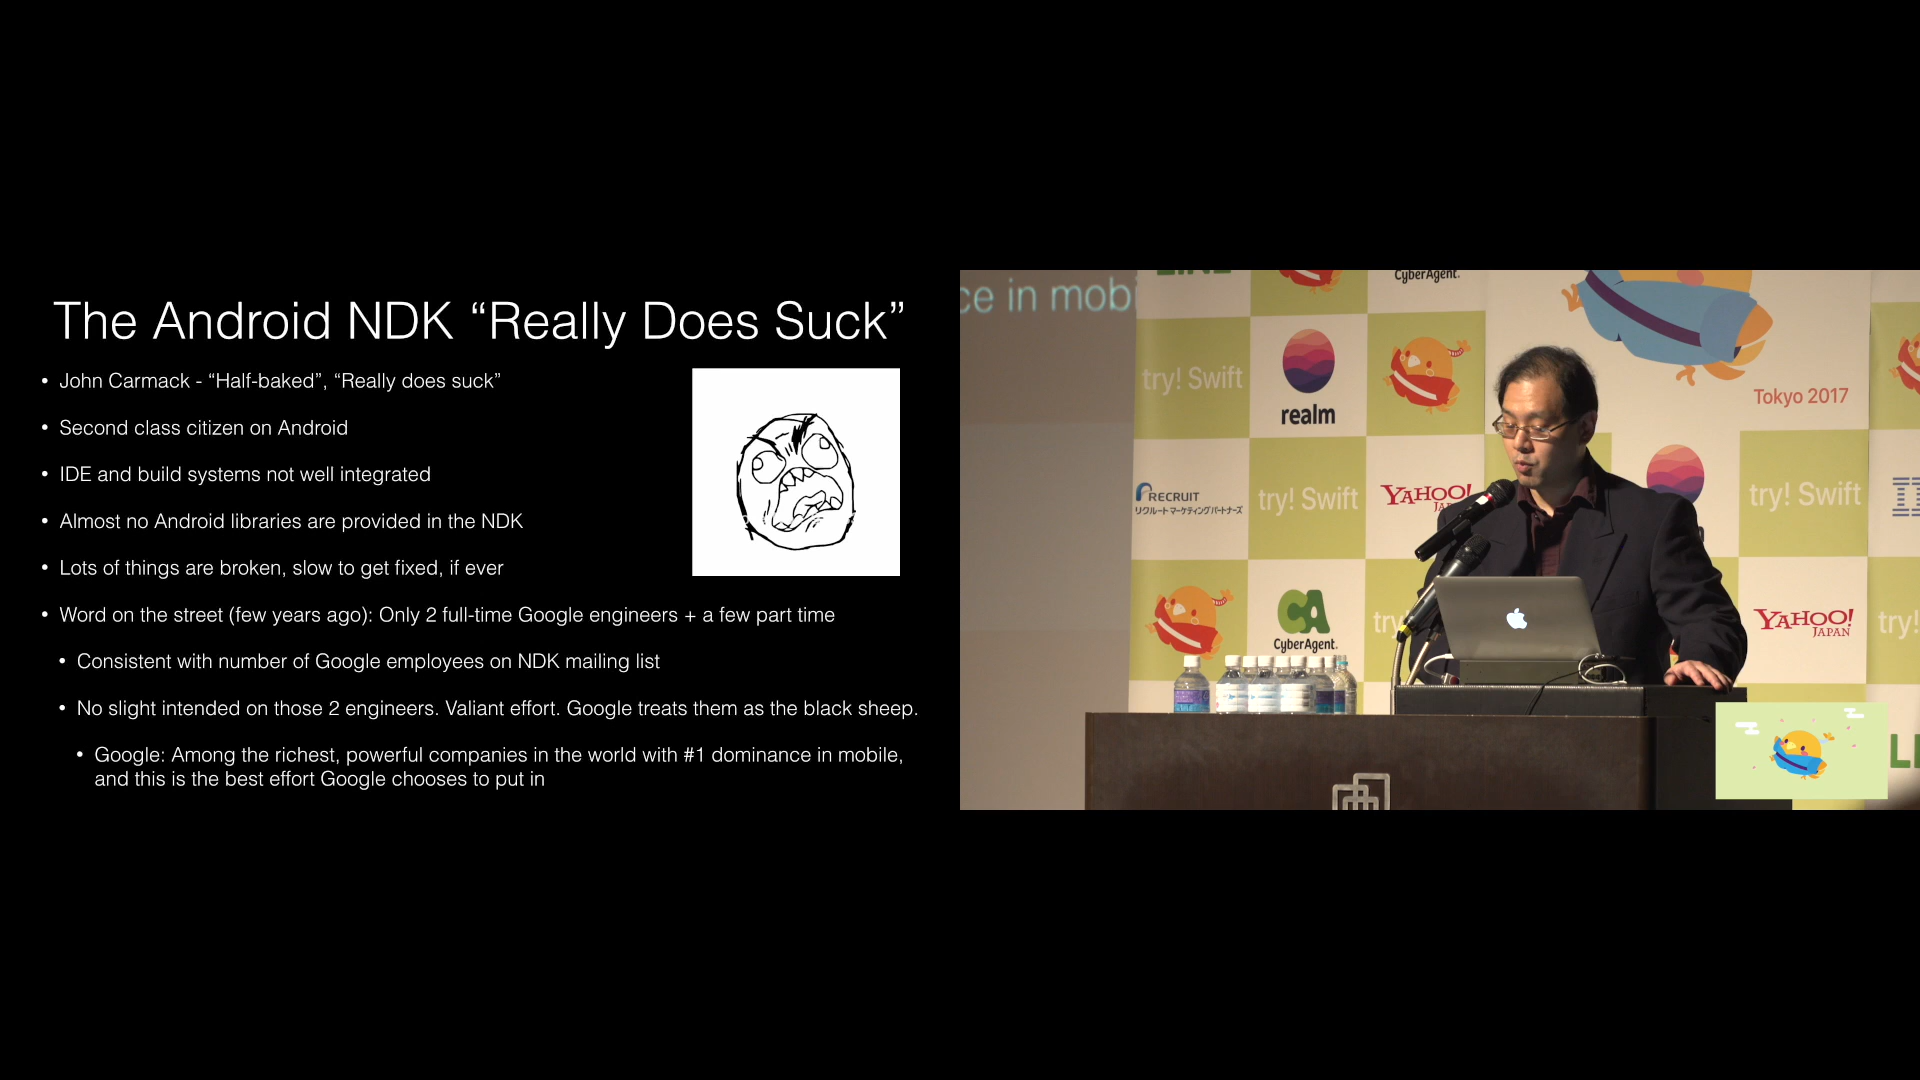 The Android NDK “Really Does Suck”
• John Carmack - “Half-baked”, “Really does suck”
• Second class citizen on Android
• IDE and build systems not well integrated
• Almost no Android libraries are provided in the NDK
• Lots of things are broken, slow to get fixed, if ever
• Word on the street (few years ago): Only 2 full-time Google engineers + a few part time
• Consistent with number of Google employees on NDK mailing list
• No slight intended on those 2 engineers. Valiant effort. Google treats them as the black sheep.
• Google: Among the richest, powerful companies in the world with #1 dominance in mobile,
and this is the best effort Google chooses to put in
ce in mobi
CyberAgent.
try! Swift
realm
Tokyo 2017
RECRUIT
リクルート マーケティングパートナーズ
try! Swift
YAHOO!
JA
try! Swift
CA
CyberAgent.
try
YAHOO!
JAPAN
try!